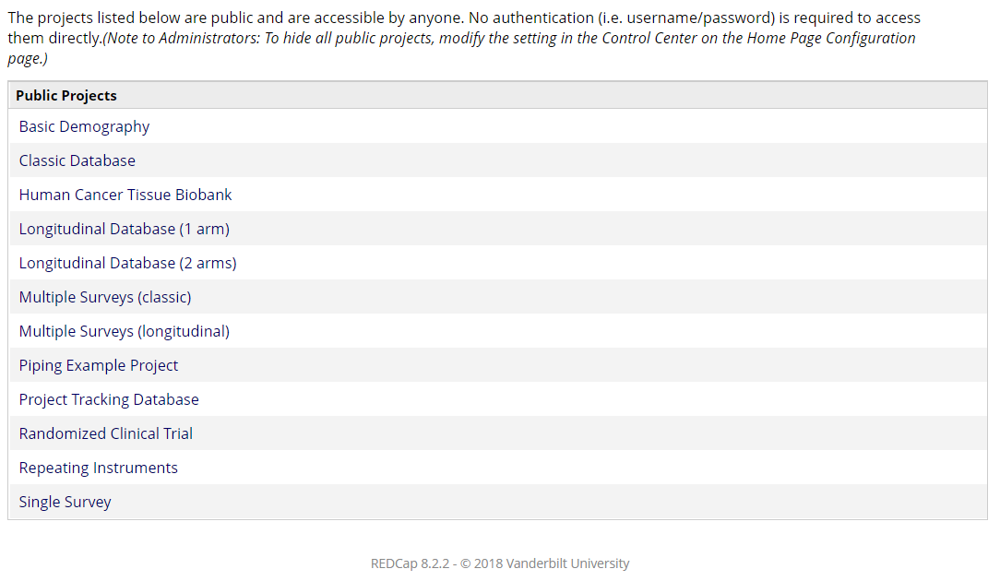 The projects listed below are public and are accessible by anyone. No authentication (i.e. username/password) is required to access
them directly.(Note to Administrators: To hide all public projects, modify the setting in the Control Center on the Home Page Configuration
page.)
Public Projects
Basic Demography
Classic Database
Human Cancer Tissue Biobank
Longitudinal Database (1 arm)
Longitudinal Database (2 arms)
Multiple Surveys (classic)
Multiple Surveys (longitudinal)
Piping Example Project
Project Tracking Database
Randomized Clinical Trial
Repeating Instruments
Single Survey
REDCap 8.2.2 - © 2018 Vanderbilt University